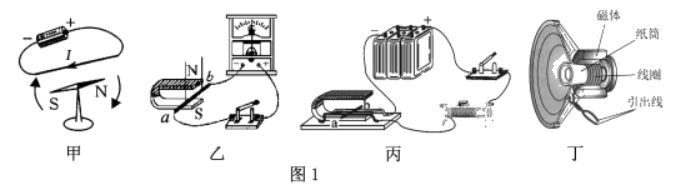 − + I S N 甲
N b a S 乙
− + a b 丙
磁体
纸筒
线圈
引出线
丁
图1